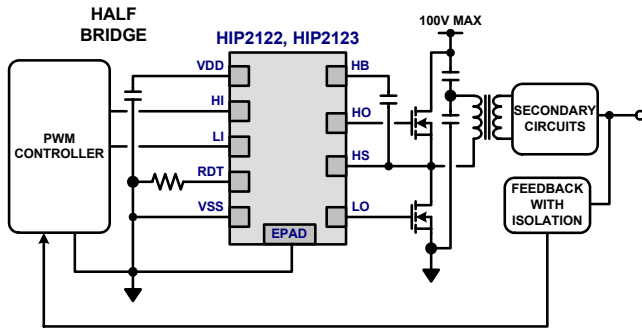 HALF
BRIDGE
HIP2122, HIP2123
100V MAX
VDD
HB
HI
HO
LI
HS
RDT
VSS
LO
EPAD
PWM
CONTROLLER
SECONDARY
CIRCUITS
FEEDBACK
WITH
ISOLATION